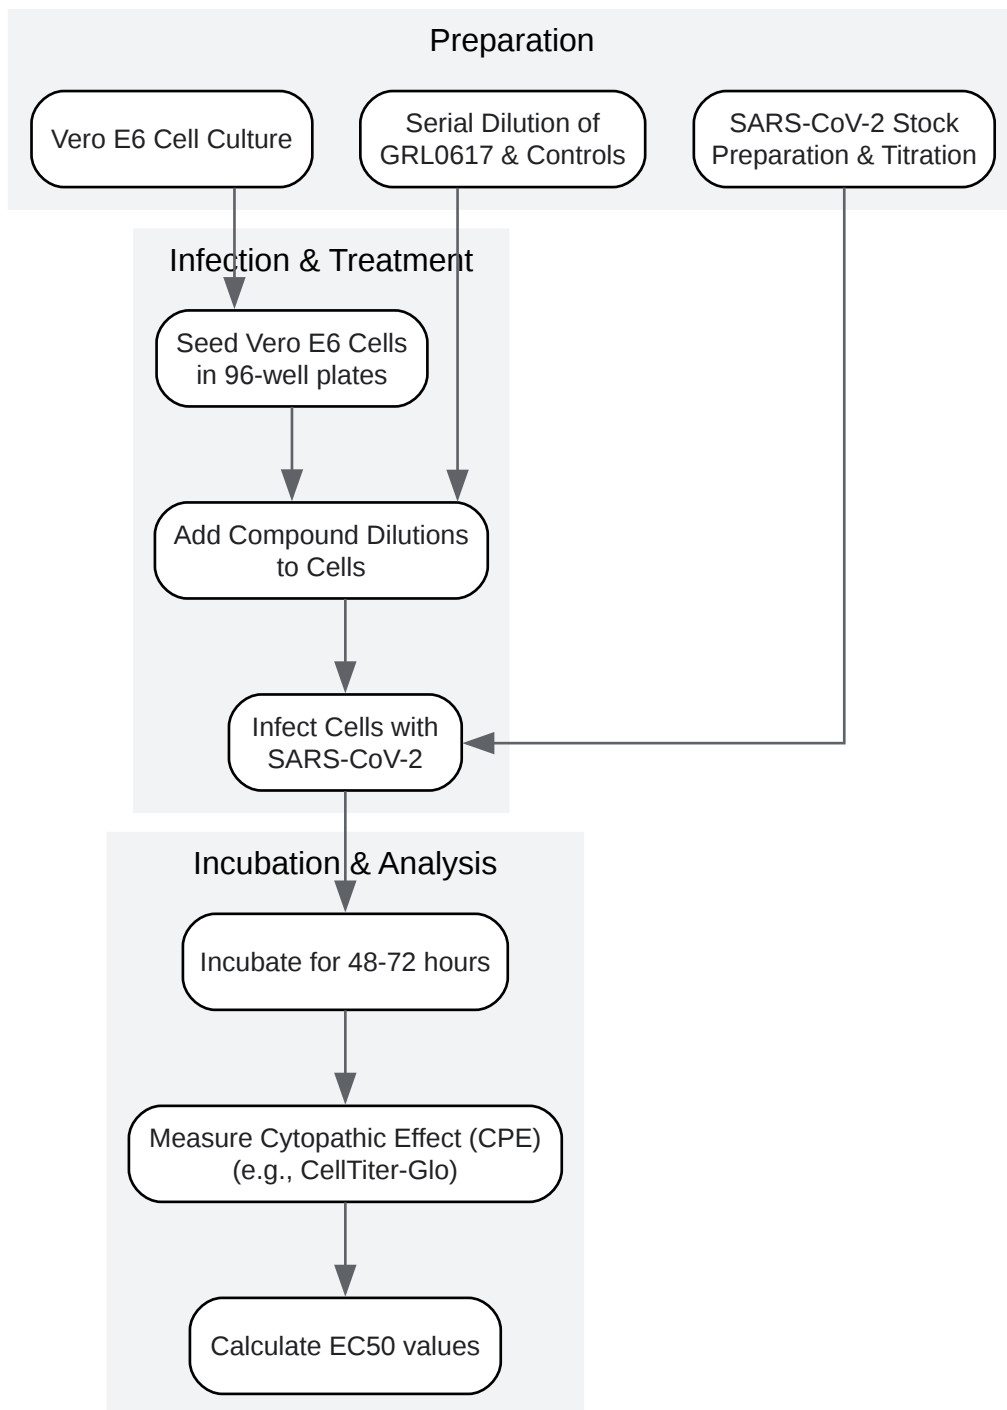 Preparation
Vero E6 Cell Culture
Serial Dilution of
GRL0617 & Controls
SARS-CoV-2 Stock
Preparation & Titration
Infection & Treatment
Seed Vero E6 Cells
in 96-well plates
Add Compound Dilutions
to Cells
Infect Cells with
SARS-CoV-2
Incubation & Analysis
Incubate for 48-72 hours
Measure Cytopathic Effect (CPE)
(e.g., CellTiter-Glo)
Calculate EC50 values